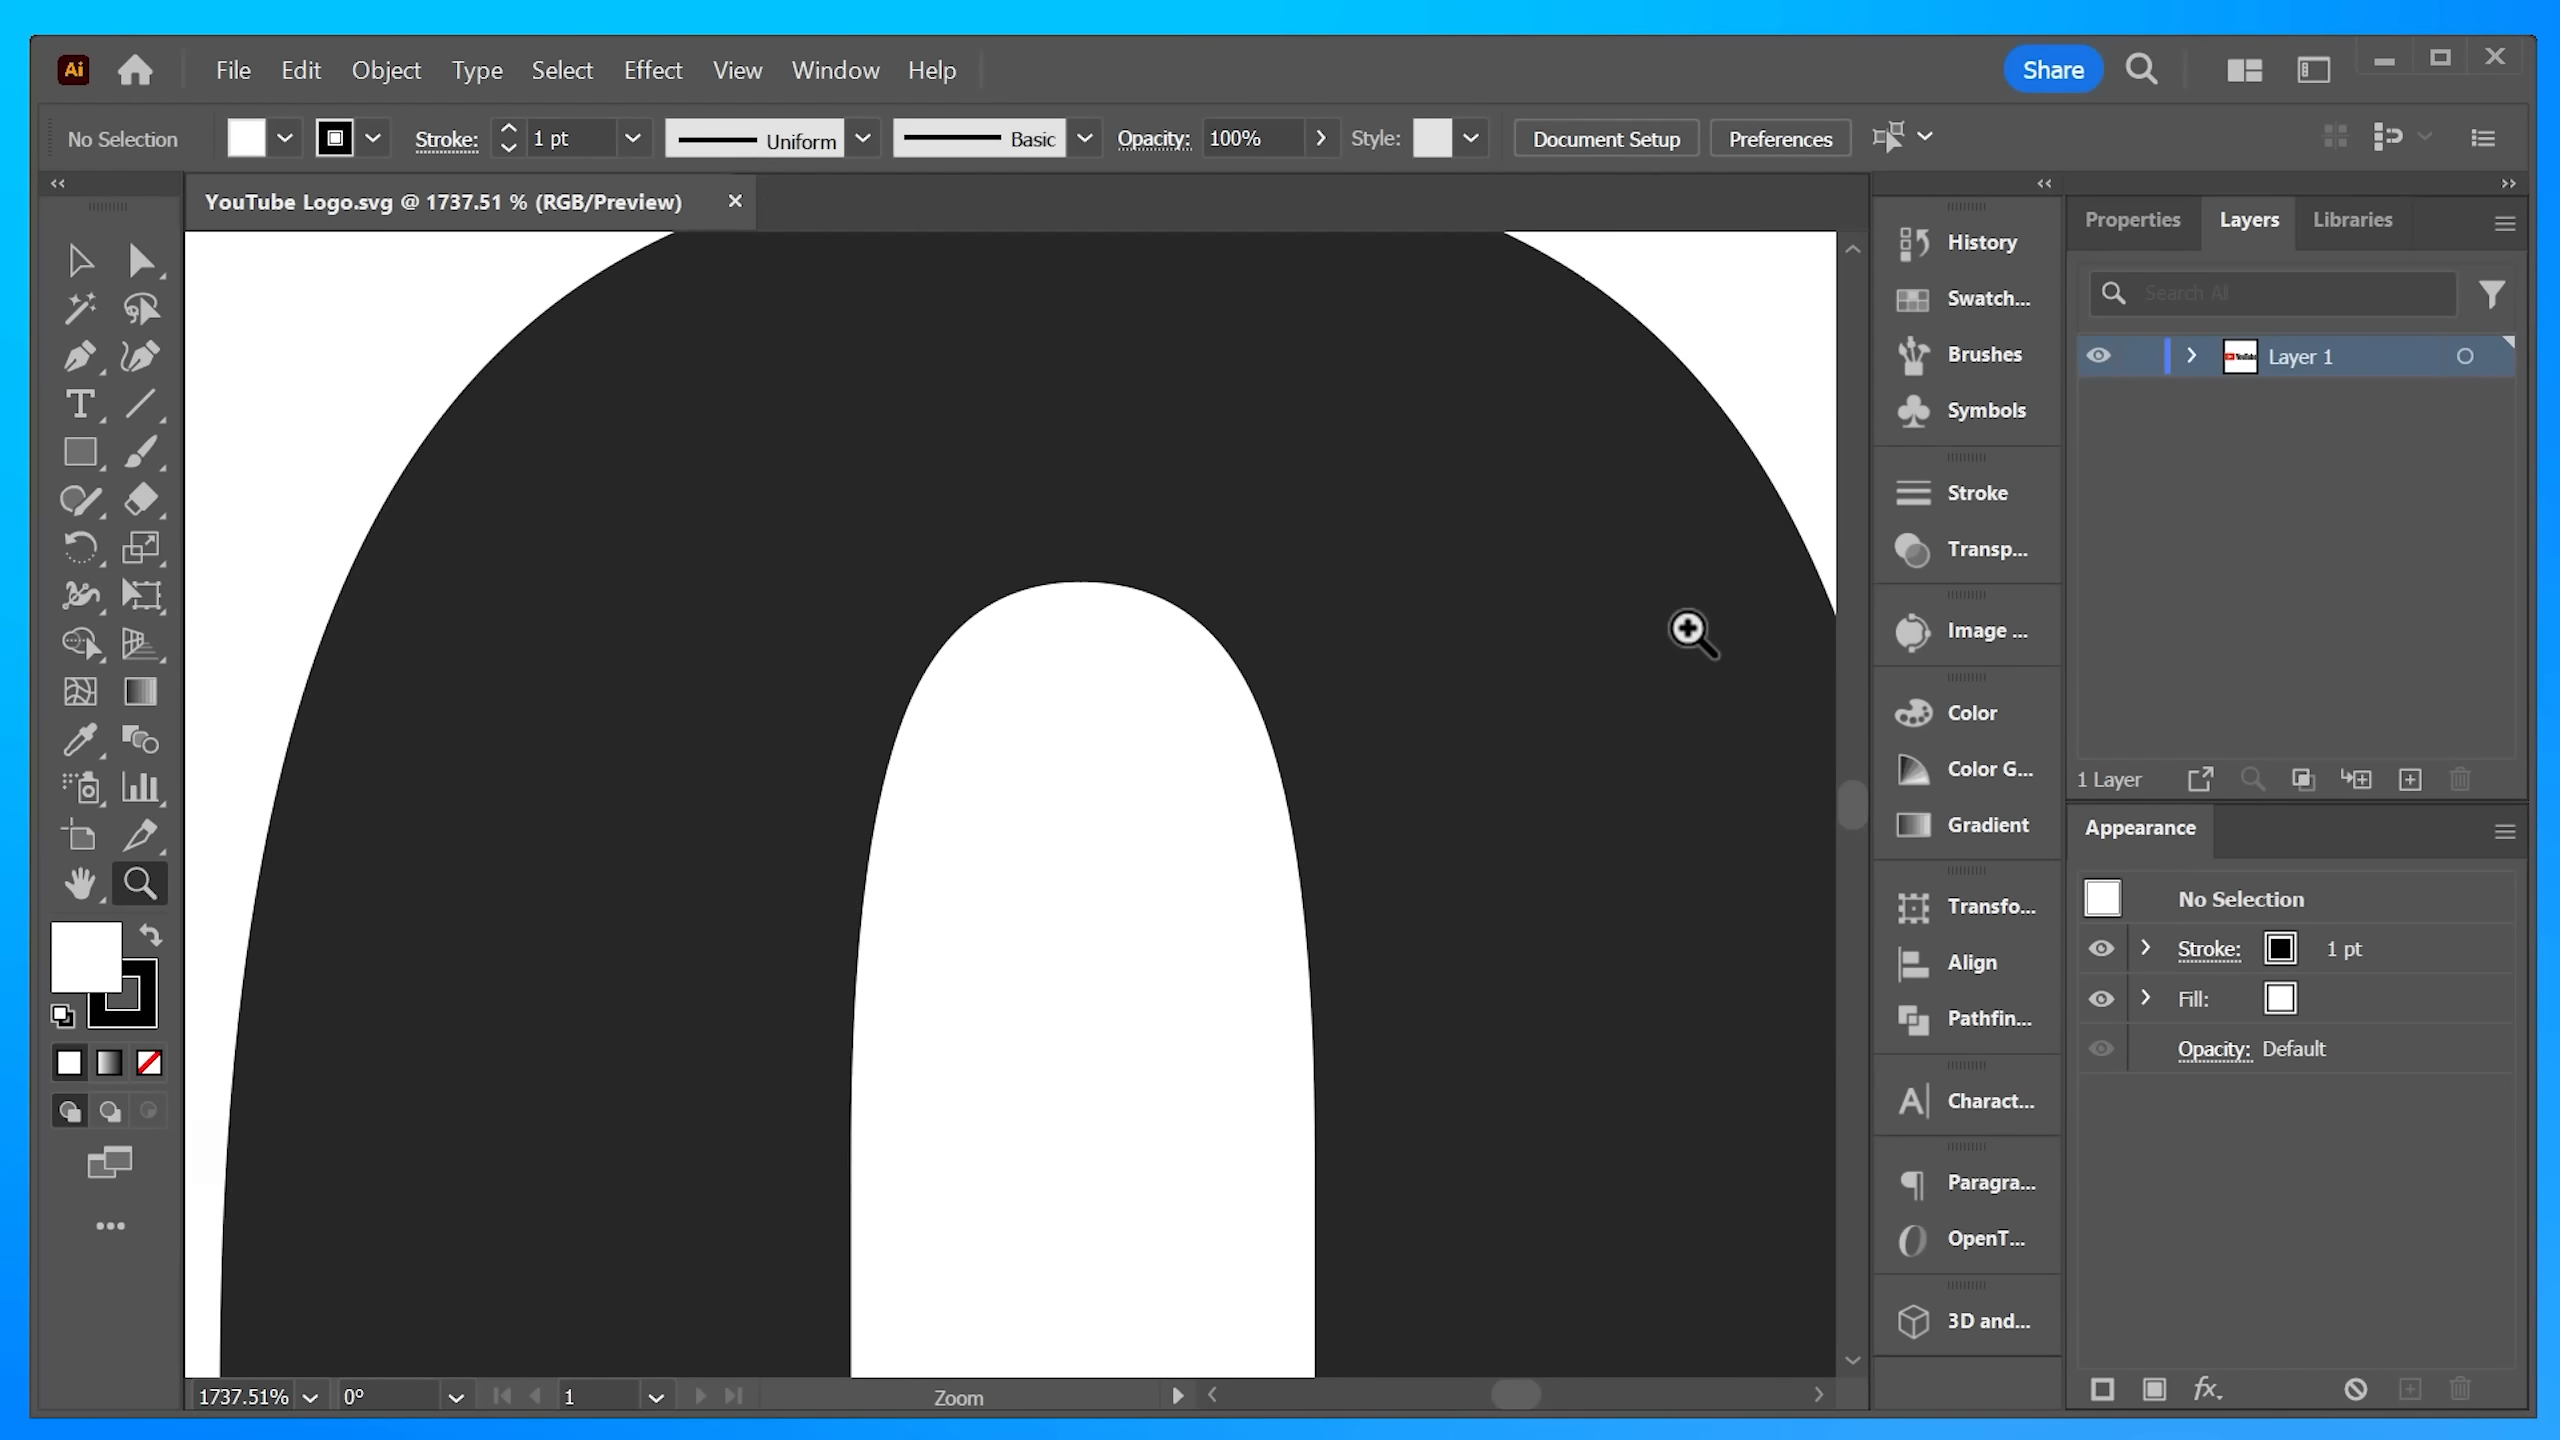 Ai File Edit Object Type Select Effect View Window Help Share
No Selection Stroke: 1 pt Uniform Basic Opacity: 100% Style: Document Setup Preferences
YouTube Logo.svg @ 1737.51 % (RGB/Preview)
History
Swatch...
Brushes
Symbols
Stroke
Transp...
Image ...
Color
Color G...
Gradient
Transfo...
Align
Pathfin...
Charact...
Paragra...
OpenT...
3D and...
Properties Layers Libraries
Search All
Layer 1
1 Layer
Appearance
No Selection
Stroke: 1 pt
Fill:
Opacity: Default
fx
1737.51% 0° 1 Zoom